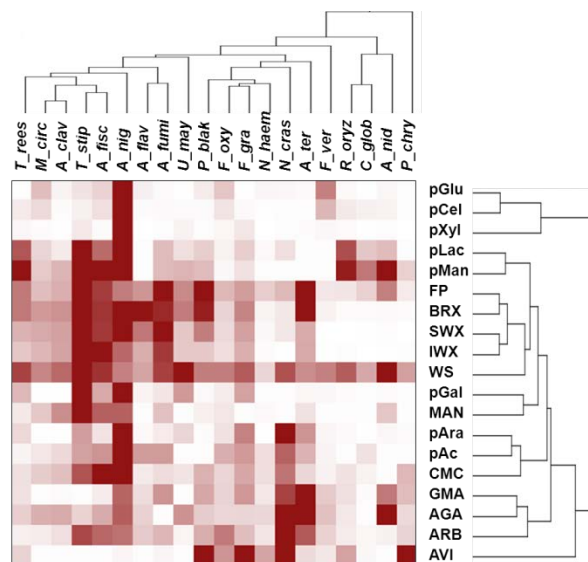 T_rees
M_circ
A_clav
T_stip
A_fisc
A_nig
A_flav
A_fumi
U_may
P_blak
F_oxy
F_gra
N_haem
N_cras
A_ter
F_ver
R_oryz
C_glob
A_nid
P_chry
pGlu
pCel
pXyl
pLac
pMan
FP
BRX
SWX
IWX
WS
pGal
MAN
pAra
pAc
CMC
GMA
AGA
ARB
AVI